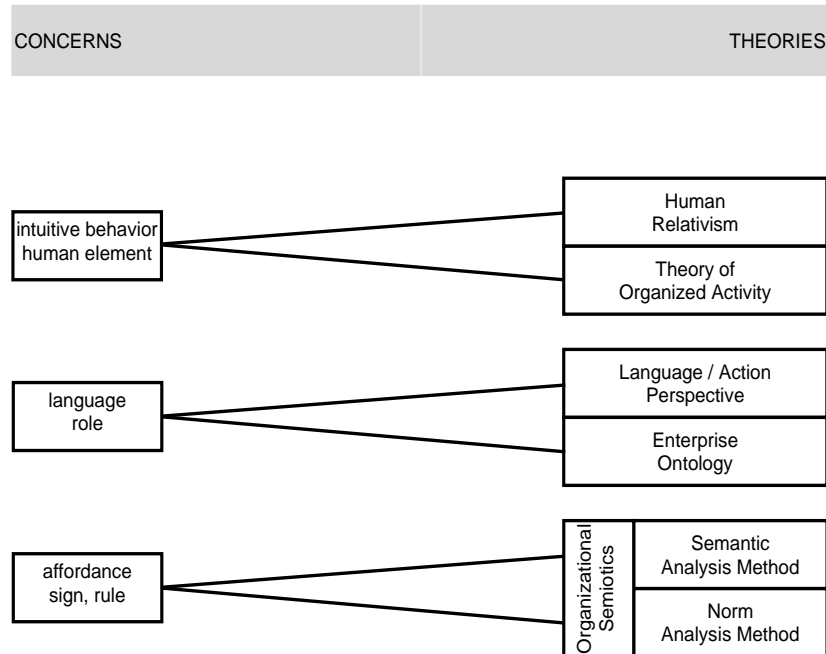 CONCERNS
THEORIES
intuitive behavior
human element
Human
Relativism
Theory of
Organized Activity
language
role
Language / Action
Perspective
Enterprise
Ontology
affordance
sign, rule
Organizational
Semiotics
Semantic
Analysis Method
Norm
Analysis Method